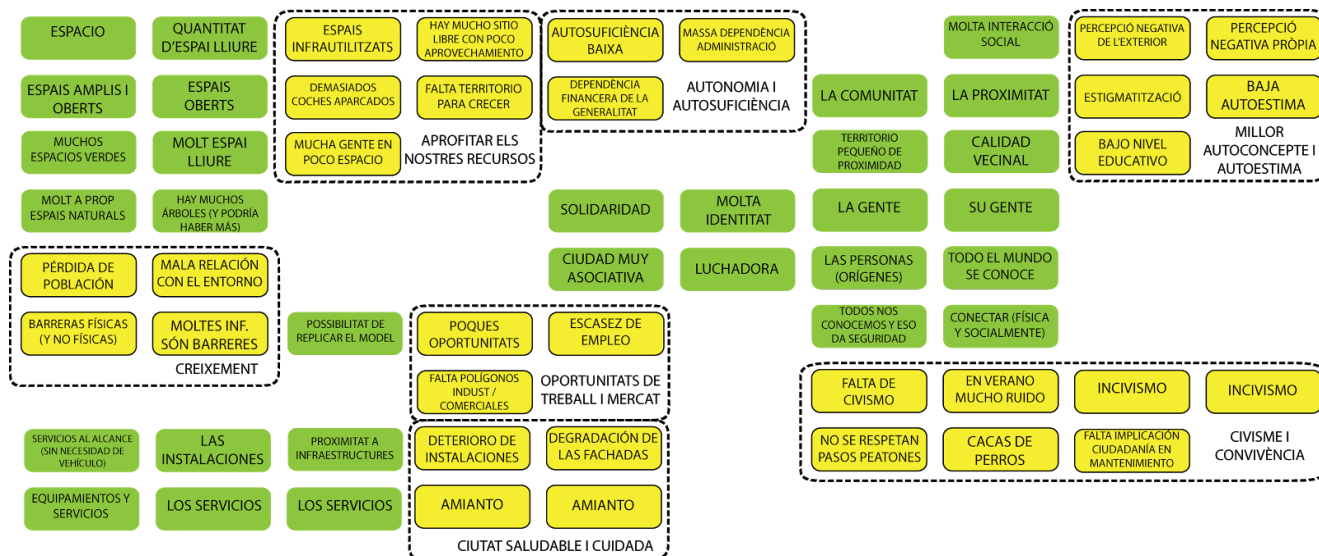 ESPACIO
QUANTITAT
D'ESPAI LLIURE
ESPAIS AMPLIS I
OBERTS
ESPAIS
OBERTS
MUCHOS
ESPACIOS VERDES
MOLT ESPAI
LLIURE
MOLT A PROP
ESPAIS NATURALS
HAY MUCHOS
ÁRBOLES (Y PODRÍA
HABER MÁS)
ESPAIS
INFRAUTILITZATS
HAY MUCHO SITIO
LIBRE CON POCO
APROVECHAMIENTO
DEMASIADOS
COCHES APARCADOS
FALTA TERRITORIO
PARA CRECER
MUCHA GENTE EN
POCO ESPACIO
APROFITAR ELS
NOSTRES RECURSOS
AUTOSUFICIÈNCIA
BAIXA
MASSA DEPENDÈNCIA
ADMINISTRACIÓ
DEPENDÈNCIA
FINANCERA DE LA
GENERALITAT
AUTONOMIA I
AUTOSUFICIÈNCIA
MOLTA INTERACCIÓ
SOCIAL
LA COMUNITAT
LA PROXIMITAT
TERRITORIO
PEQUEÑO DE
PROXIMIDAD
CALIDAD
VECINAL
SOLIDARIDAD
MOLTA
IDENTITAT
LA GENTE
SU GENTE
CIUDAD MUY
ASOCIATIVA
LUCHADORA
LAS PERSONAS
(ORÍGENES)
TODO EL MUNDO
SE CONOCE
TODOS NOS
CONOCEMOS Y ESO
DA SEGURIDAD
CONECTAR (FÍSICA
Y SOCIALMENTE)
PERCEPCIÓ NEGATIVA
DE L'EXTERIOR
PERCEPCIÓ
NEGATIVA PRÒPIA
ESTIGMATITZACIÓ
BAJA
AUTOESTIMA
BAJO NIVEL
EDUCATIVO
MILLOR
AUTOCONCEPTE I
AUTOESTIMA
PÉRDIDA DE
POBLACIÓN
MALA RELACIÓN
CON EL ENTORNO
BARRERAS FÍSICAS
(Y NO FÍSICAS)
MOLTES INF.
SÓN BARRERES
CREIXEMENT
POSSIBILITAT DE
REPLICAR EL MODEL
POQUES
OPORTUNITATS
ESCASEZ DE
EMPLEO
FALTA POLÍGONOS
INDUST /
COMERCIALES
OPORTUNITATS DE
TREBALL I MERCAT
FALTA DE
CIVISMO
EN VERANO
MUCHO RUIDO
INCIVISMO
INCIVISMO
NO SE RESPETAN
PASOS PEATONES
CACAS DE
PERROS
FALTA IMPLICACIÓN
CIUDADANÍA EN
MANTENIMIENTO
CIVISME I
CONVIVÈNCIA
SERVICIOS AL ALCANCE
(SIN NECESIDAD DE
VEHÍCULO)
LAS
INSTALACIONES
PROXIMITAT A
INFRAESTRUCTURES
EQUIPAMIENTOS Y
SERVICIOS
LOS SERVICIOS
LOS SERVICIOS
DETERIORO DE
INSTALACIONES
DEGRADACIÓN DE
LAS FACHADAS
AMIANTO
AMIANTO
CIUTAT SALUDABLE I CUIDADA